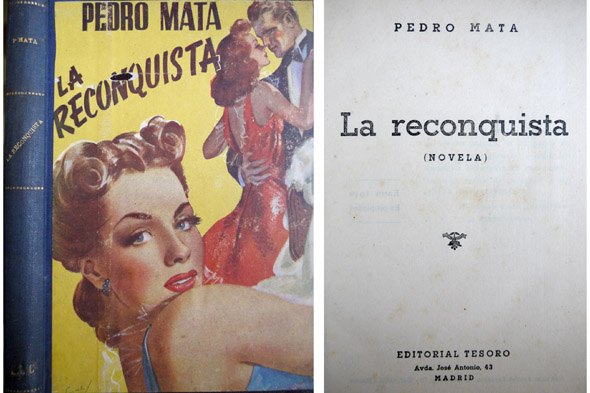 P. MATA
LA RECONQUISTA
PEDRO MATA
LA
RECONQUISTA
PEDRO MATA
La reconquista
(NOVELA)
EDITORIAL TESORO
Avda. José Antonio, 43
MADRID